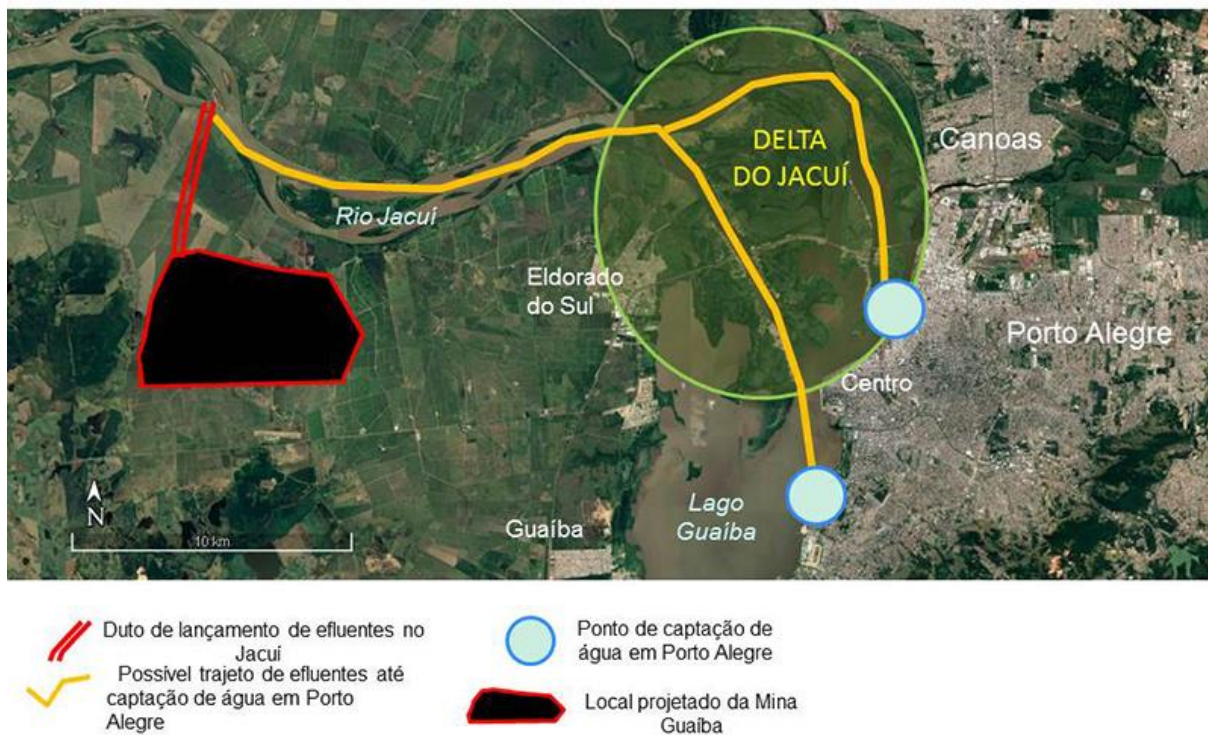 Canoas
DELTA
DO JACUÍ
Rio Jacuí
Eldorado
do Sul
Porto Alegre
Centro
N
10 km
Lago
Guaíba
Guaíba
Duto de lançamento de efluentes no
Jacuí
Possível trajeto de efluentes até
captação de água em Porto
Alegre
Ponto de captação de
água em Porto Alegre
Local projetado da Mina
Guaíba